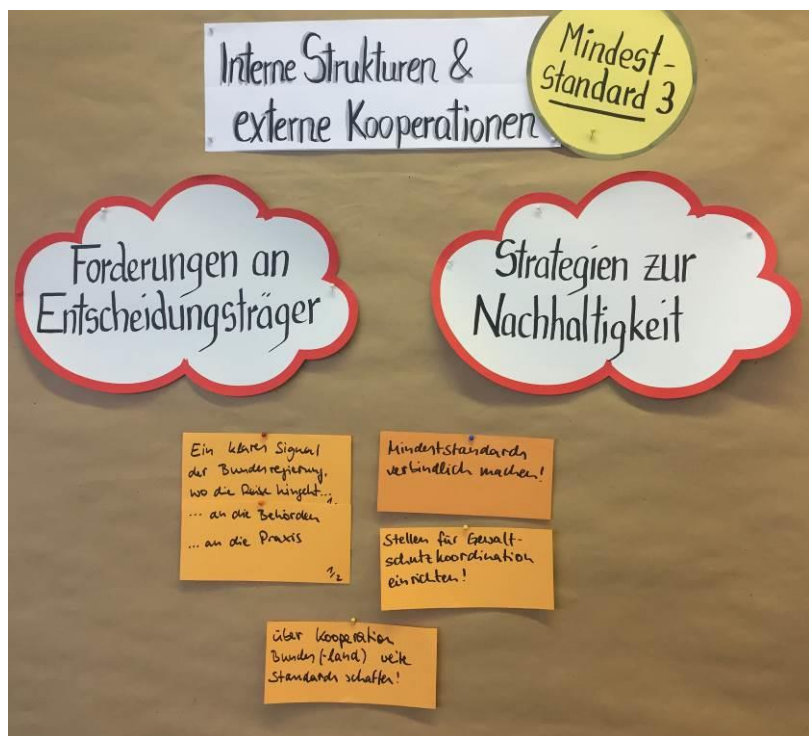 Interne Strukturen &
externe Kooperationen
Mindest-
standard 3
Forderungen an
Entscheidungsträger
Strategien zur
Nachhaltigkeit
Ein klares Signal
der Bundesregierung,
wo die Reise hingeht...
1.
... an die Behörden
... an die Praxis
1/2
Mindeststandards
verbindlich machen!
Stellen für Gewalt-
schutzkoordination
einrichten!
über Kooperation
Bundes(-land) weite
Standards schaffen!